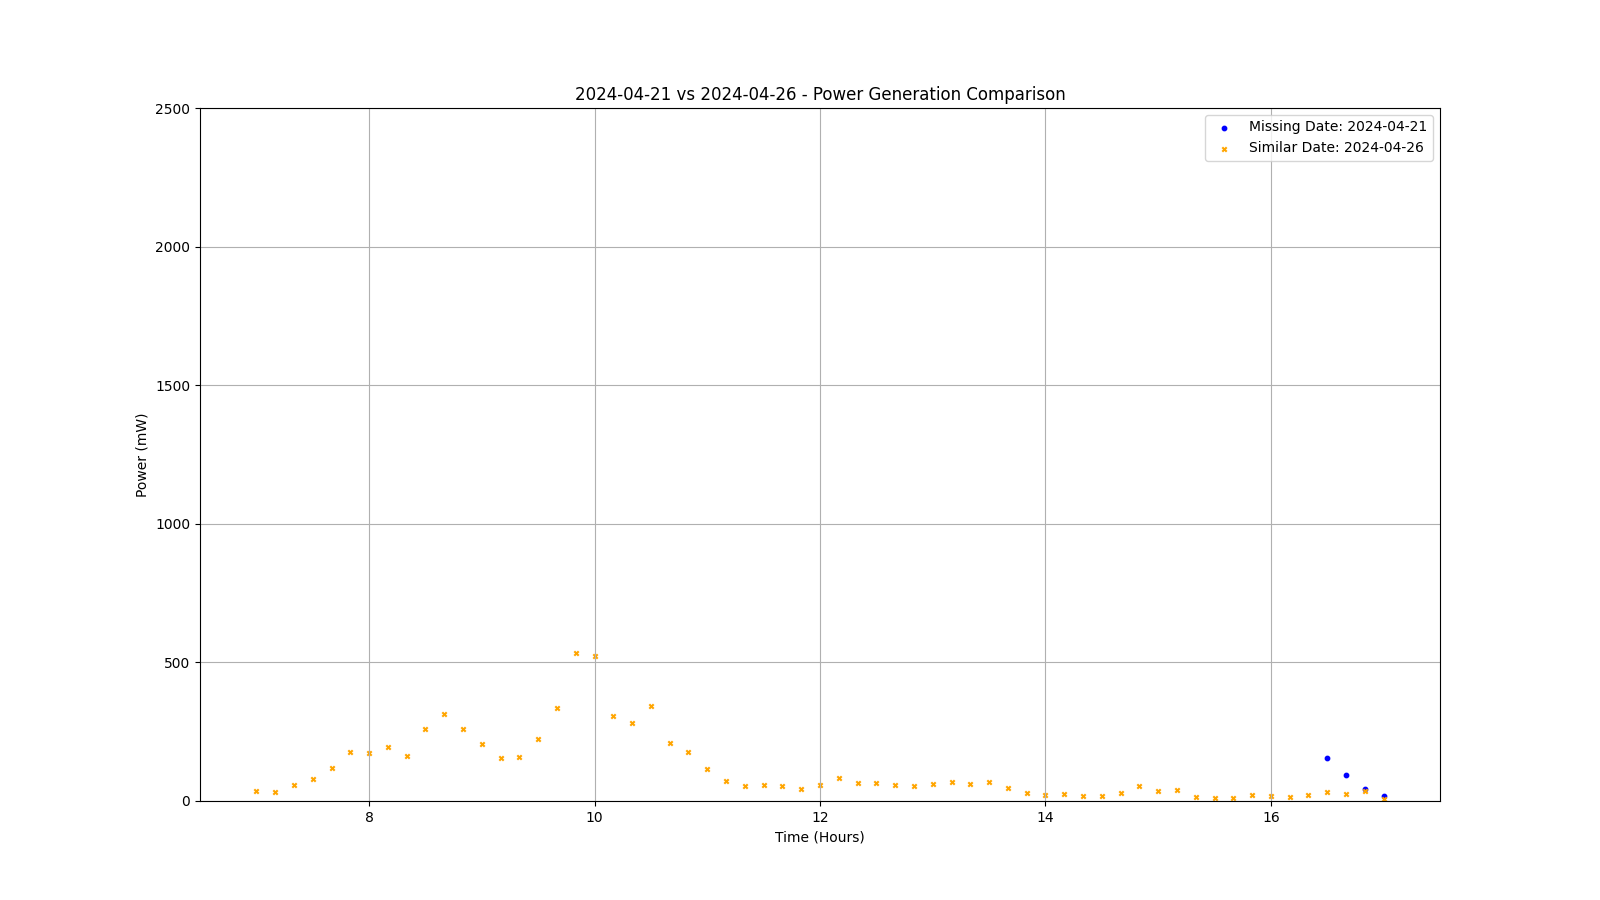 2024-04-21 vs 2024-04-26 - Power Generation Comparison
Missing Date: 2024-04-21
Similar Date: 2024-04-26
Power (mW)
2500
2000
1500
1000
500
0
8 10 12 14 16
Time (Hours)